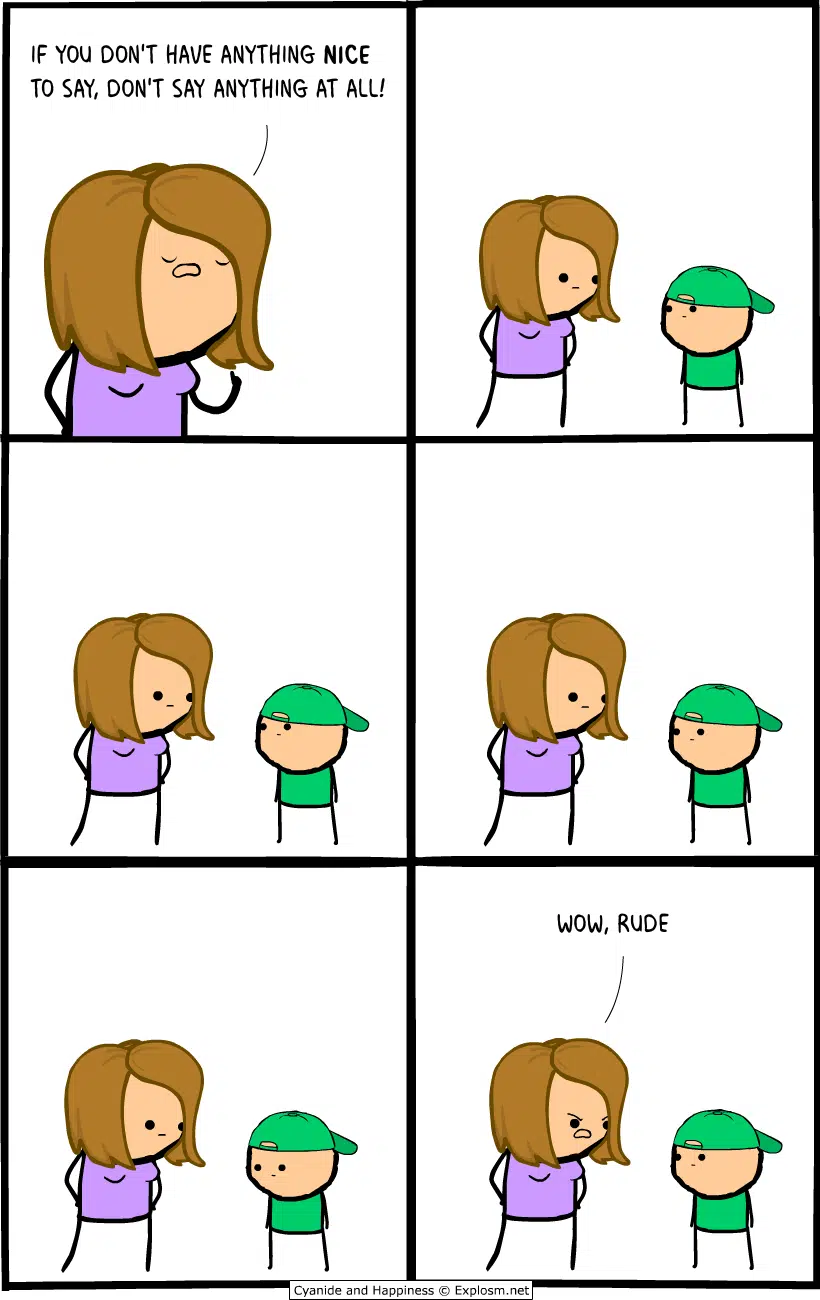 IF YOU DON'T HAVE ANYTHING NICE
TO SAY, DON'T SAY ANYTHING AT ALL!
WOW, RUDE
Cyanide and Happiness © Explosm.net